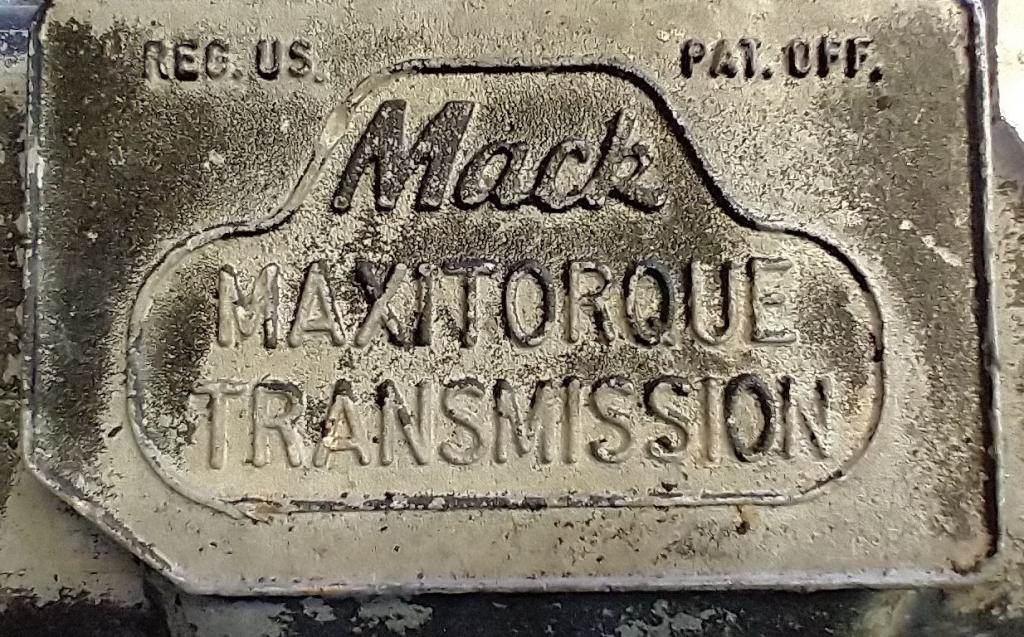 REG. US. PAT. OFF.
Mack
MAXITORQUE
TRANSMISSION